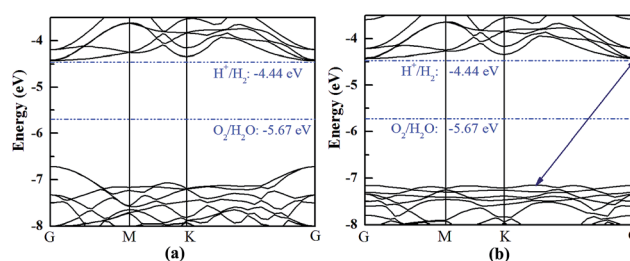 -4
H⁺/H₂: -4.44 eV
-5
O₂/H₂O: -5.67 eV
-6
-7
-8
Energy (eV)
G M K G
(a)
-4
H⁺/H₂: -4.44 eV
-5
O₂/H₂O: -5.67 eV
-6
-7
-8
Energy (eV)
G M K
(b)